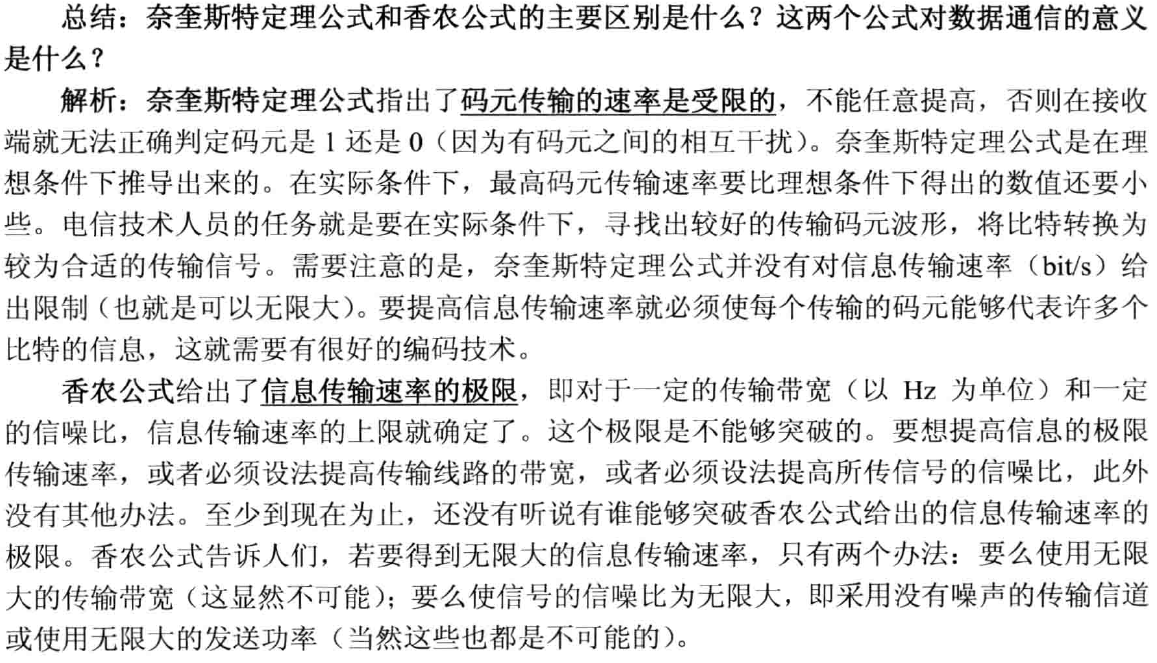 总结：奈奎斯特定理公式和香农公式的主要区别是什么？这两个公式对数据通信的意义
是什么？
解析：奈奎斯特定理公式指出了码元传输的速率是受限的，不能任意提高，否则在接收
端就无法正确判定码元是 1 还是 0（因为有码元之间的相互干扰）。奈奎斯特定理公式是在理
想条件下推导出来的。在实际条件下，最高码元传输速率要比理想条件下得出的数值还要小
些。电信技术人员的任务就是要在实际条件下，寻找出较好的传输码元波形，将比特转换为
较为合适的传输信号。需要注意的是，奈奎斯特定理公式并没有对信息传输速率（bit/s）给
出限制（也就是可以无限大）。要提高信息传输速率就必须使每个传输的码元能够代表许多个
比特的信息，这就需要有很好的编码技术。
香农公式给出了信息传输速率的极限，即对于一定的传输带宽（以 Hz 为单位）和一定
的信噪比，信息传输速率的上限就确定了。这个极限是不能够突破的。要想提高信息的极限
传输速率，或者必须设法提高传输线路的带宽，或者必须设法提高所传信号的信噪比，此外
没有其他办法。至少到现在为止，还没有听说有谁能够突破香农公式给出的信息传输速率的
极限。香农公式告诉人们，若要得到无限大的信息传输速率，只有两个办法：要么使用无限
大的传输带宽（这显然不可能）；要么使信号的信噪比为无限大，即采用没有噪声的传输信道
或使用无限大的发送功率（当然这些也都是不可能的）。